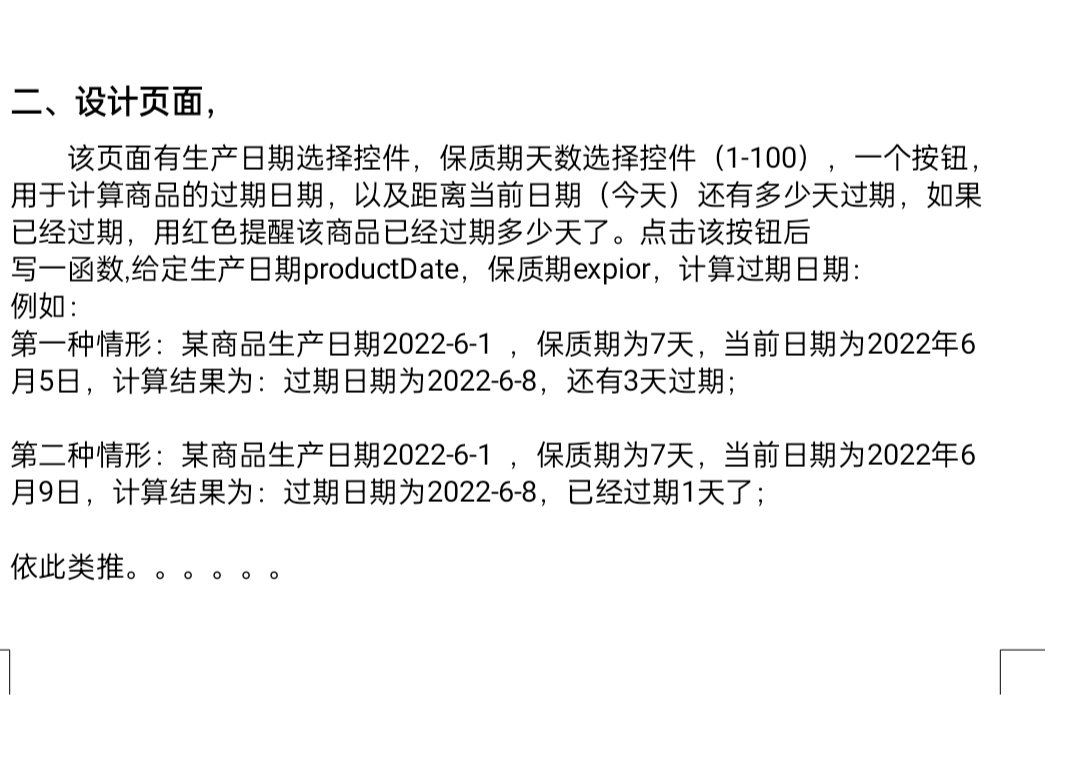 二、设计页面，
该页面有生产日期选择控件，保质期天数选择控件（1-100），一个按钮，
用于计算商品的过期日期，以及距离当前日期（今天）还有多少天过期，如果
已经过期，用红色提醒该商品已经过期多少天了。点击该按钮后
写一函数,给定生产日期productDate，保质期expior，计算过期日期：
例如：
第一种情形：某商品生产日期2022-6-1 ，保质期为7天，当前日期为2022年6
月5日，计算结果为：过期日期为2022-6-8，还有3天过期；
第二种情形：某商品生产日期2022-6-1 ，保质期为7天，当前日期为2022年6
月9日，计算结果为：过期日期为2022-6-8，已经过期1天了；
依此类推。。。。。。